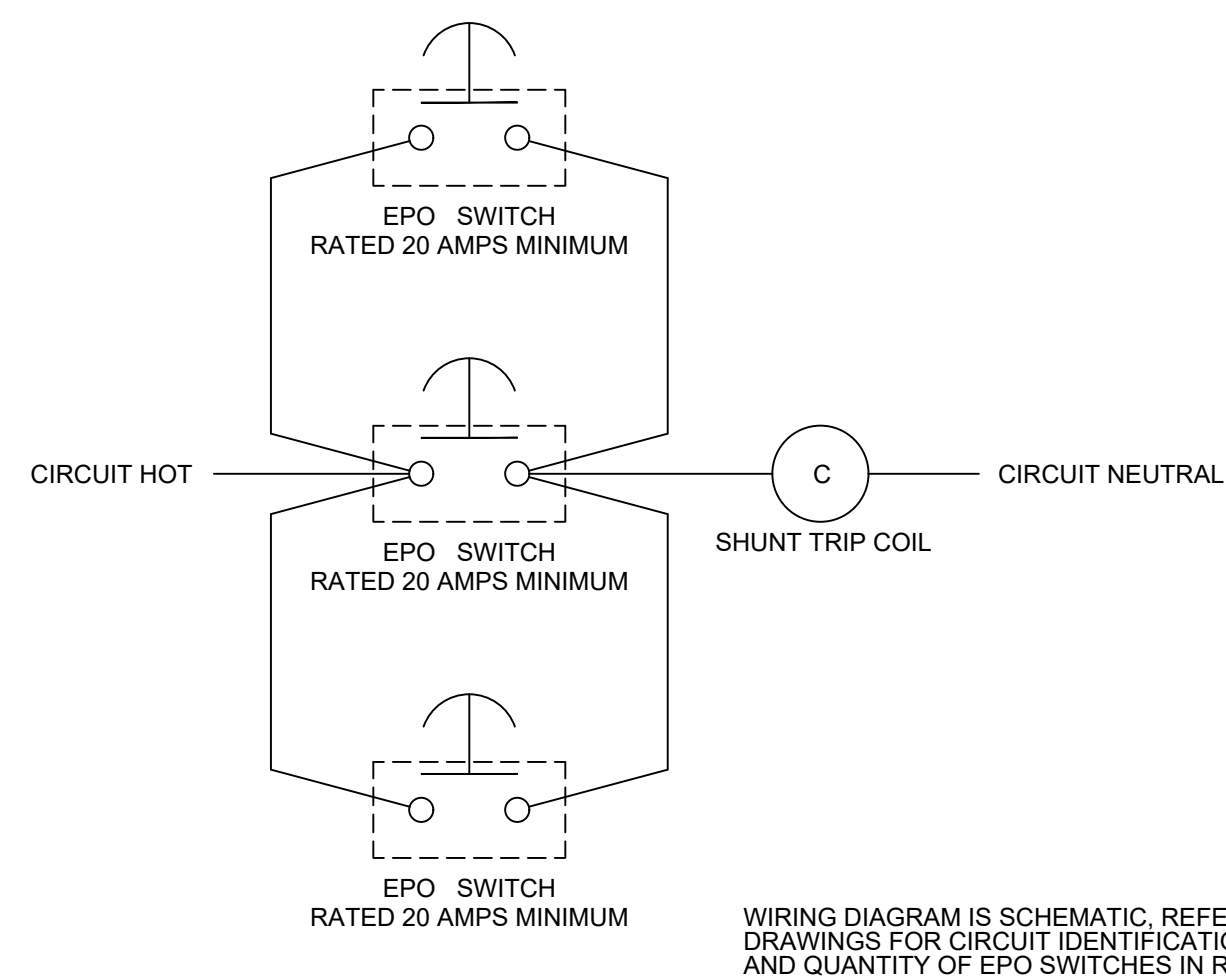 EPO SWITCH
RATED 20 AMPS MINIMUM
CIRCUIT HOT
C
CIRCUIT NEUTRAL
SHUNT TRIP COIL
EPO SWITCH
RATED 20 AMPS MINIMUM
EPO SWITCH
RATED 20 AMPS MINIMUM
WIRING DIAGRAM IS SCHEMATIC,
DRAWINGS FOR CIRCUIT
AND QUANTITY OF EPO SWITCHES IN